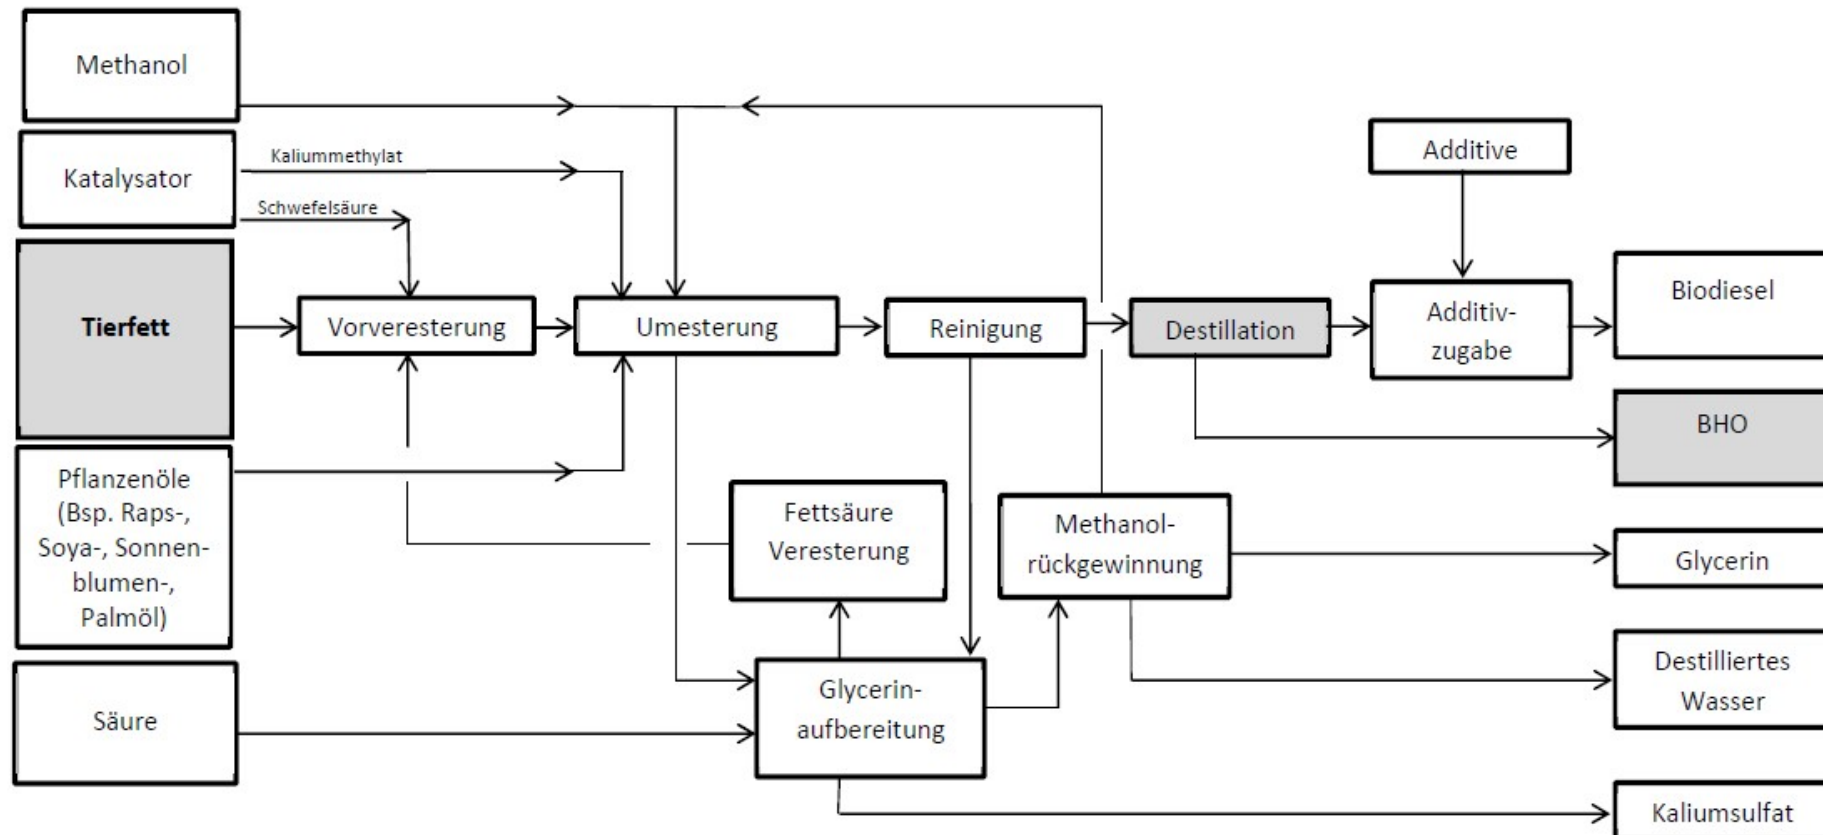 Methanol
Katalysator
Kaliummethylat
Schwefelsäure
Tierfett
Pflanzenöle
(Bsp. Raps-,
Soya-, Sonnen-
blumen-,
Palmöl)
Säure
Vorveresterung
Umesterung
Reinigung
Destillation
Additive
Additiv-
zugabe
Fettsäure
Veresterung
Methanol-
rückgewinnung
Glycerin-
aufbereitung
Biodiesel
BHO
Glycerin
Destilliertes
Wasser
Kaliumsulfat